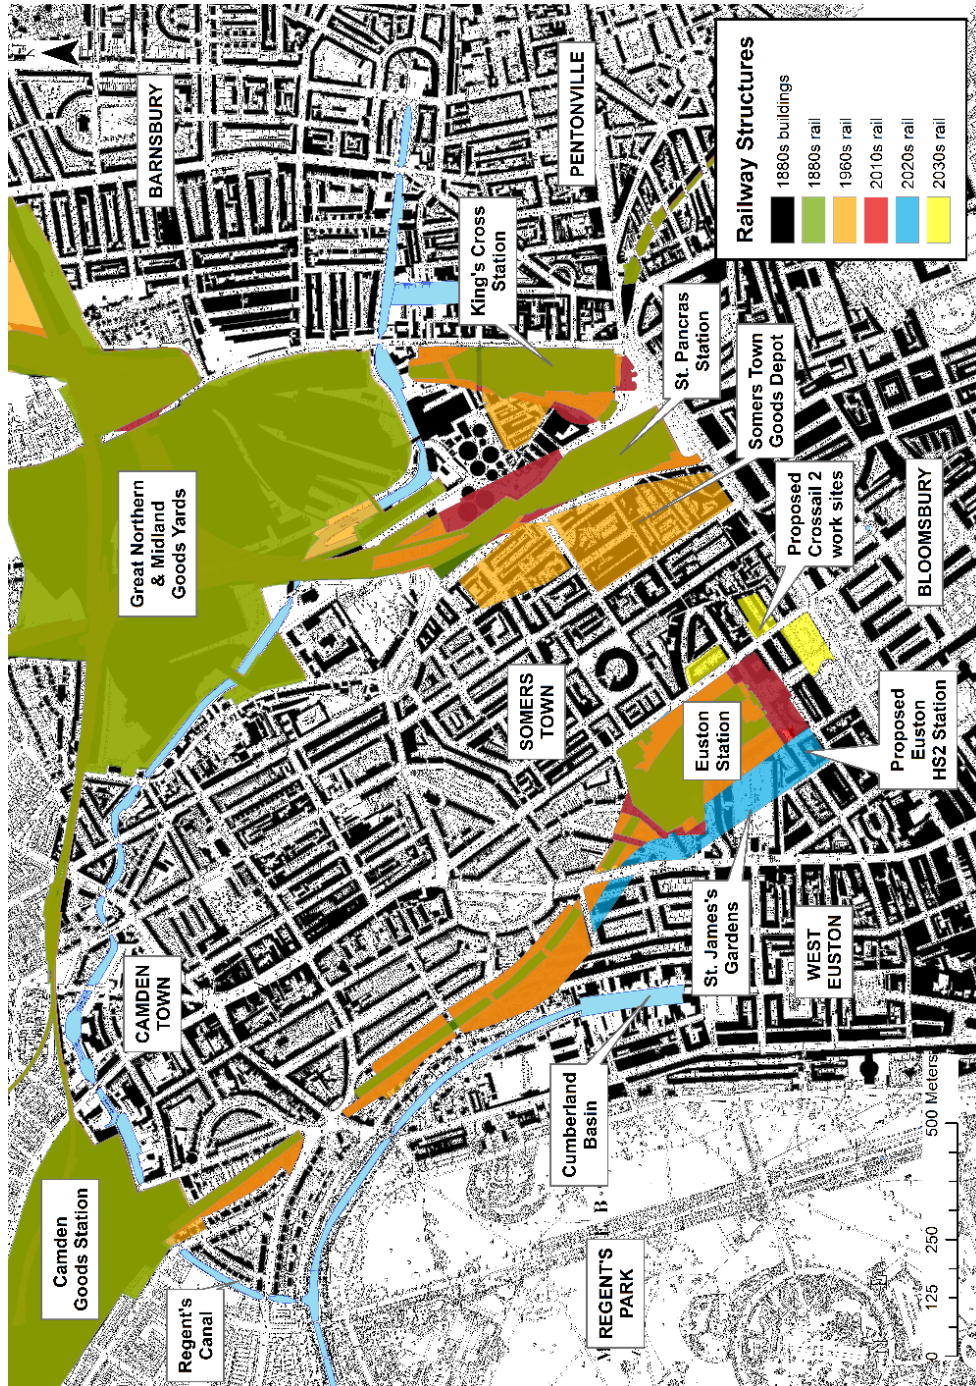 Camden
Goods Station
Regent's
Canal
REGENT'S
PARK
M
B
CAMDEN
TOWN
Great Northern
& Midland
Goods Yards
BARNSBURY
SOMERS
TOWN
King's Cross
Station
PENTONVILLE
St. Pancras
Station
Somers Town
Goods Depot
Proposed
Crossail 2
work sites
BLOOMSBURY
Euston
Station
Proposed
Euston
HS2 Station
St. James's
Gardens
WEST
EUSTON
Cumberland
Basin
0 125 250 500 Meters
Railway Structures
1880s buildings
1880s rail
1960s rail
2010s rail
2020s rail
2030s rail